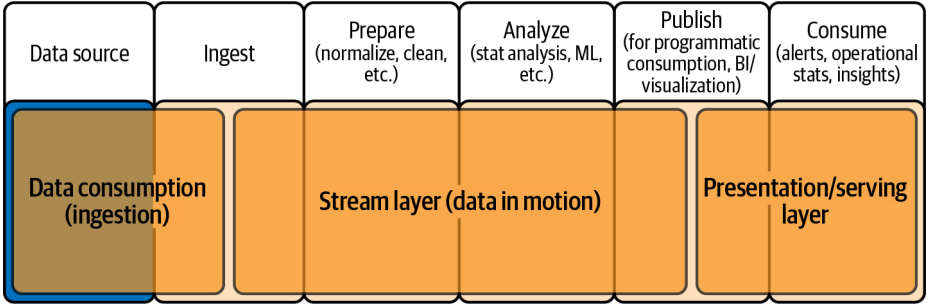 Data source
Ingest
Prepare
(normalize, clean,
etc.)
Analyze
(stat analysis, ML,
etc.)
Publish
(for programmatic
consumption, BI/
visualization)
Consume
(alerts, operational
stats, insights)
Data consumption
(ingestion)
Stream layer (data in motion)
Presentation/serving
layer